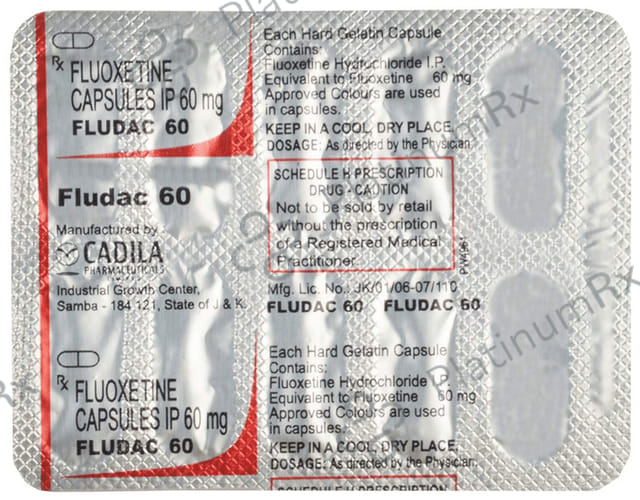 Rx FLUOXETINE
CAPSULES IP 60 mg
FLUDAC 60
Fludac 60
Manufactured by
CADILA
PHARMACEUTICALS
LIMITED
Industrial Growth Center,
Samba - 184 121, State of J & K.
Rx FLUOXETINE
CAPSULES IP 60 mg
FLUDAC 60
Each Hard Gelatin Capsule
Contains:
Fluoxetine Hydrochloride I.P.
Equivalent to Fluoxetine 60 mg
Approved Colours are used
in capsules.
KEEP IN A COOL, DRY PLACE.
DOSAGE: As directed by the Physician.
SCHEDULE H PRESCRIPTION
DRUG - CAUTION
Not to be sold by retail
without the prescription
of a Registered Medical
Practitioner.
Mfg. Lic. No.: JK/01/06-07/110
FLUDAC 60 FLUDAC 60
Each Hard Gelatin Capsule
Contains:
Fluoxetine Hydrochloride I.P.
Equivalent to Fluoxetine 60 mg
Approved Colours are used
in capsules.
KEEP IN A COOL, DRY PLACE.
DOSAGE: As directed by the Physician.
SCHEDULE H PRESCRIPTION
PlatinumRx
PlatinumRx
PlatinumRx